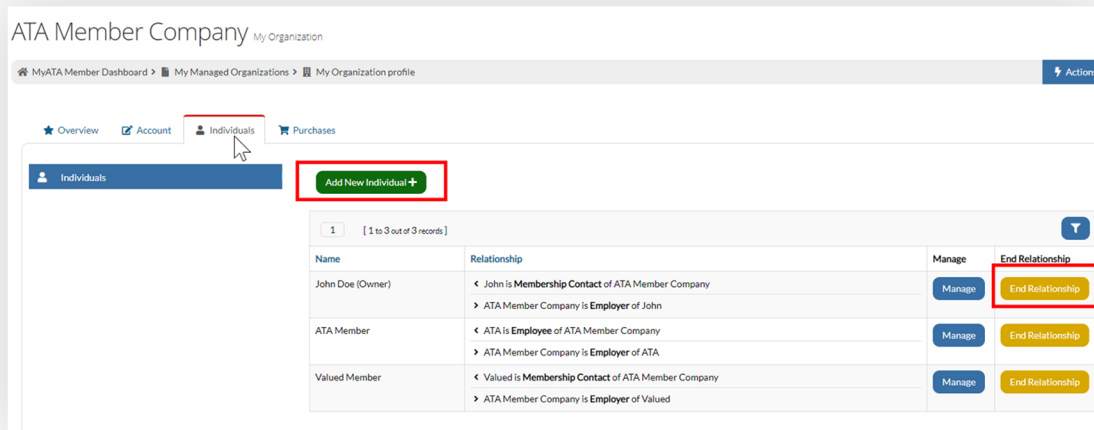 ATA Member Company My Organization
MyATA Member Dashboard > My Managed Organizations > My Organization profile
Action
Overview Account Individuals Purchases
Individuals
Add New Individual +
1 [ 1 to 3 out of 3 records ]
Name Relationship Manage End Relationship
John Doe (Owner) < John is Membership Contact of ATA Member Company Manage End Relationship
> ATA Member Company is Employer of John
ATA Member < ATA is Employee of ATA Member Company Manage End Relationship
> ATA Member Company is Employer of ATA
Valued Member < Valued is Membership Contact of ATA Member Company Manage End Relationship
> ATA Member Company is Employer of Valued